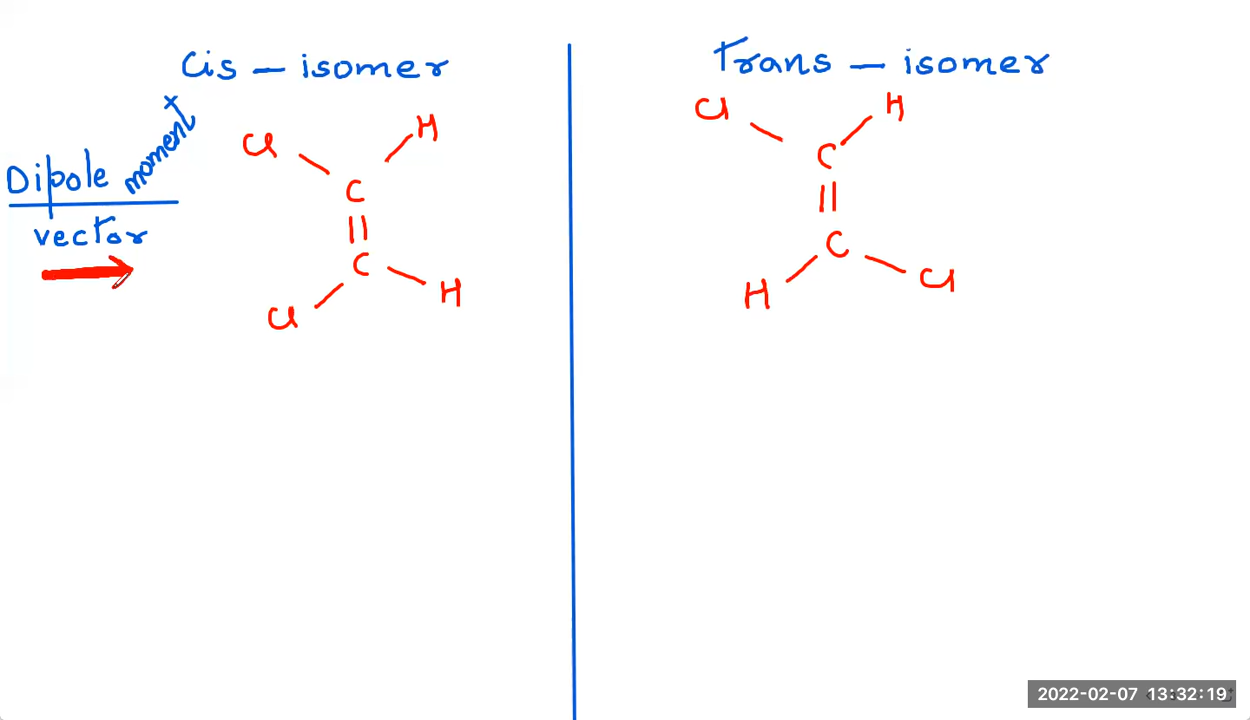 Cis - isomer
Dipole moment
vector
Cl H
C
||
C
Cl H
Trans - isomer
Cl H
C
||
C
H Cl
2022-02-07 13:32:19